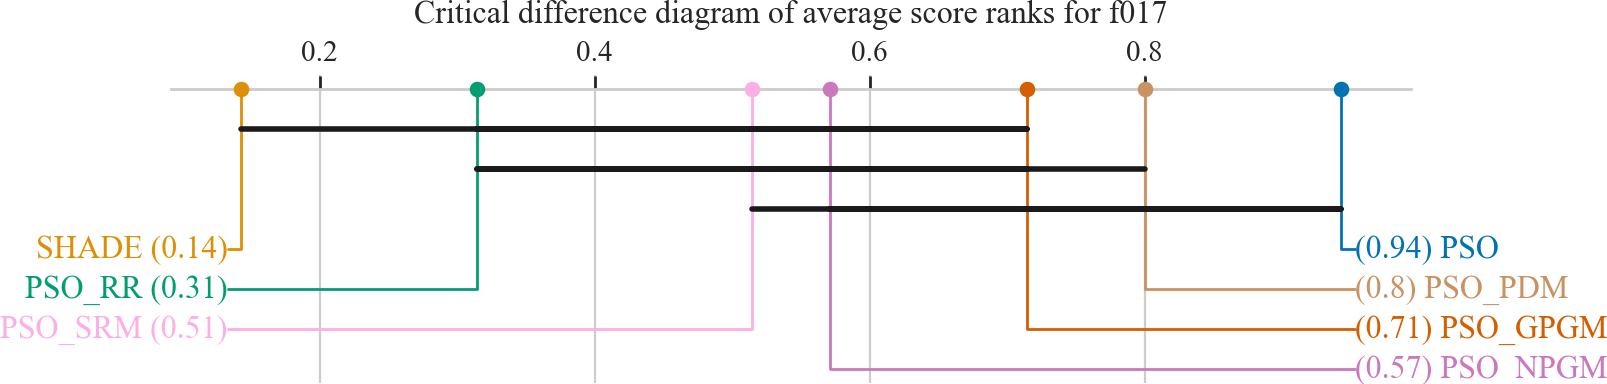 Critical difference diagram of average score ranks for f017
0.2 0.4 0.6 0.8
SHADE (0.14) (0.94) PSO
PSO_RR (0.31) (0.8) PSO_PDM
PSO_SRM (0.51) (0.71) PSO_GPGM
(0.57) PSO_NPGM